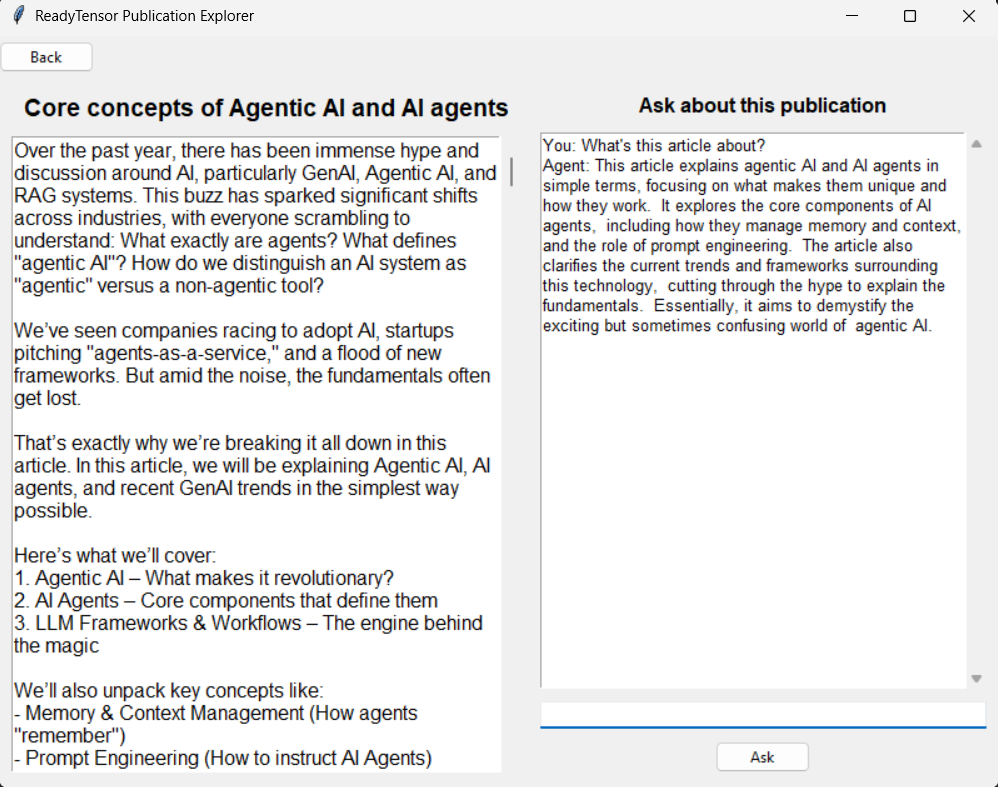 ReadyTensor Publication Explorer
Back
Core concepts of Agentic AI and AI agents
Over the past year, there has been immense hype and
discussion around AI, particularly GenAI, Agentic AI, and
RAG systems. This buzz has sparked significant shifts
across industries, with everyone scrambling to
understand: What exactly are agents? What defines
"agentic AI"? How do we distinguish an AI system as
"agentic" versus a non-agentic tool?
We’ve seen companies racing to adopt AI, startups
pitching "agents-as-a-service," and a flood of new
frameworks. But amid the noise, the fundamentals often
get lost.
That’s exactly why we’re breaking it all down in this
article. In this article, we will be explaining Agentic AI, AI
agents, and recent GenAI trends in the simplest way
possible.
Here’s what we’ll cover:
1. Agentic AI – What makes it revolutionary?
2. AI Agents – Core components that define them
3. LLM Frameworks & Workflows – The engine behind
the magic
We’ll also unpack key concepts like:
- Memory & Context Management (How agents
"remember")
- Prompt Engineering (How to instruct AI Agents)
Ask about this publication
You: What's this article about?
Agent: This article explains agentic AI and AI agents in
simple terms, focusing on what makes them unique and
how they work.  It explores the core components of AI
agents,  including how they manage memory and context,
and the role of prompt engineering.  The article also
clarifies the current trends and frameworks surrounding
this technology,  cutting through the hype to explain the
fundamentals.  Essentially, it aims to demystify the
exciting but sometimes confusing world of  agentic AI.
Ask